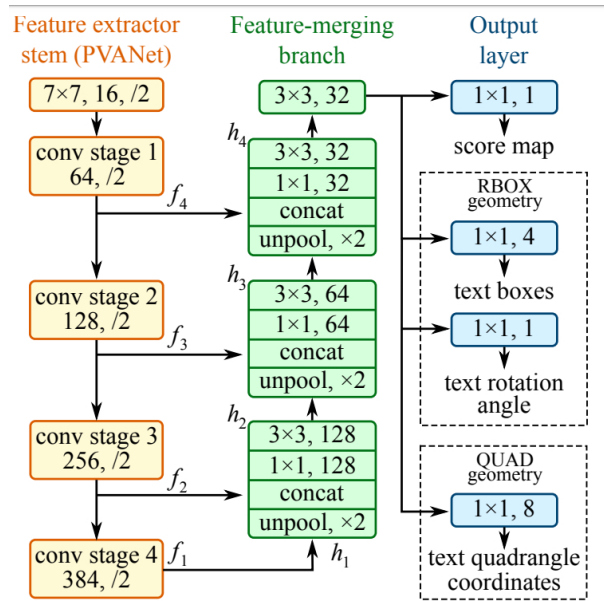 Feature extractor
stem (PVANet)
7×7, 16, /2
conv stage 1
64, /2
f4
conv stage 2
128, /2
f3
conv stage 3
256, /2
f2
conv stage 4
384, /2
f1
Feature-merging
branch
3×3, 32
h4
3×3, 32
1×1, 32
concat
unpool, ×2
h3
3×3, 64
1×1, 64
concat
unpool, ×2
h2
3×3, 128
1×1, 128
concat
unpool, ×2
h1
Output
layer
1×1, 1
score map
RBOX
geometry
1×1, 4
text boxes
1×1, 1
text rotation
angle
QUAD
geometry
1×1, 8
text quadrangle
coordinates